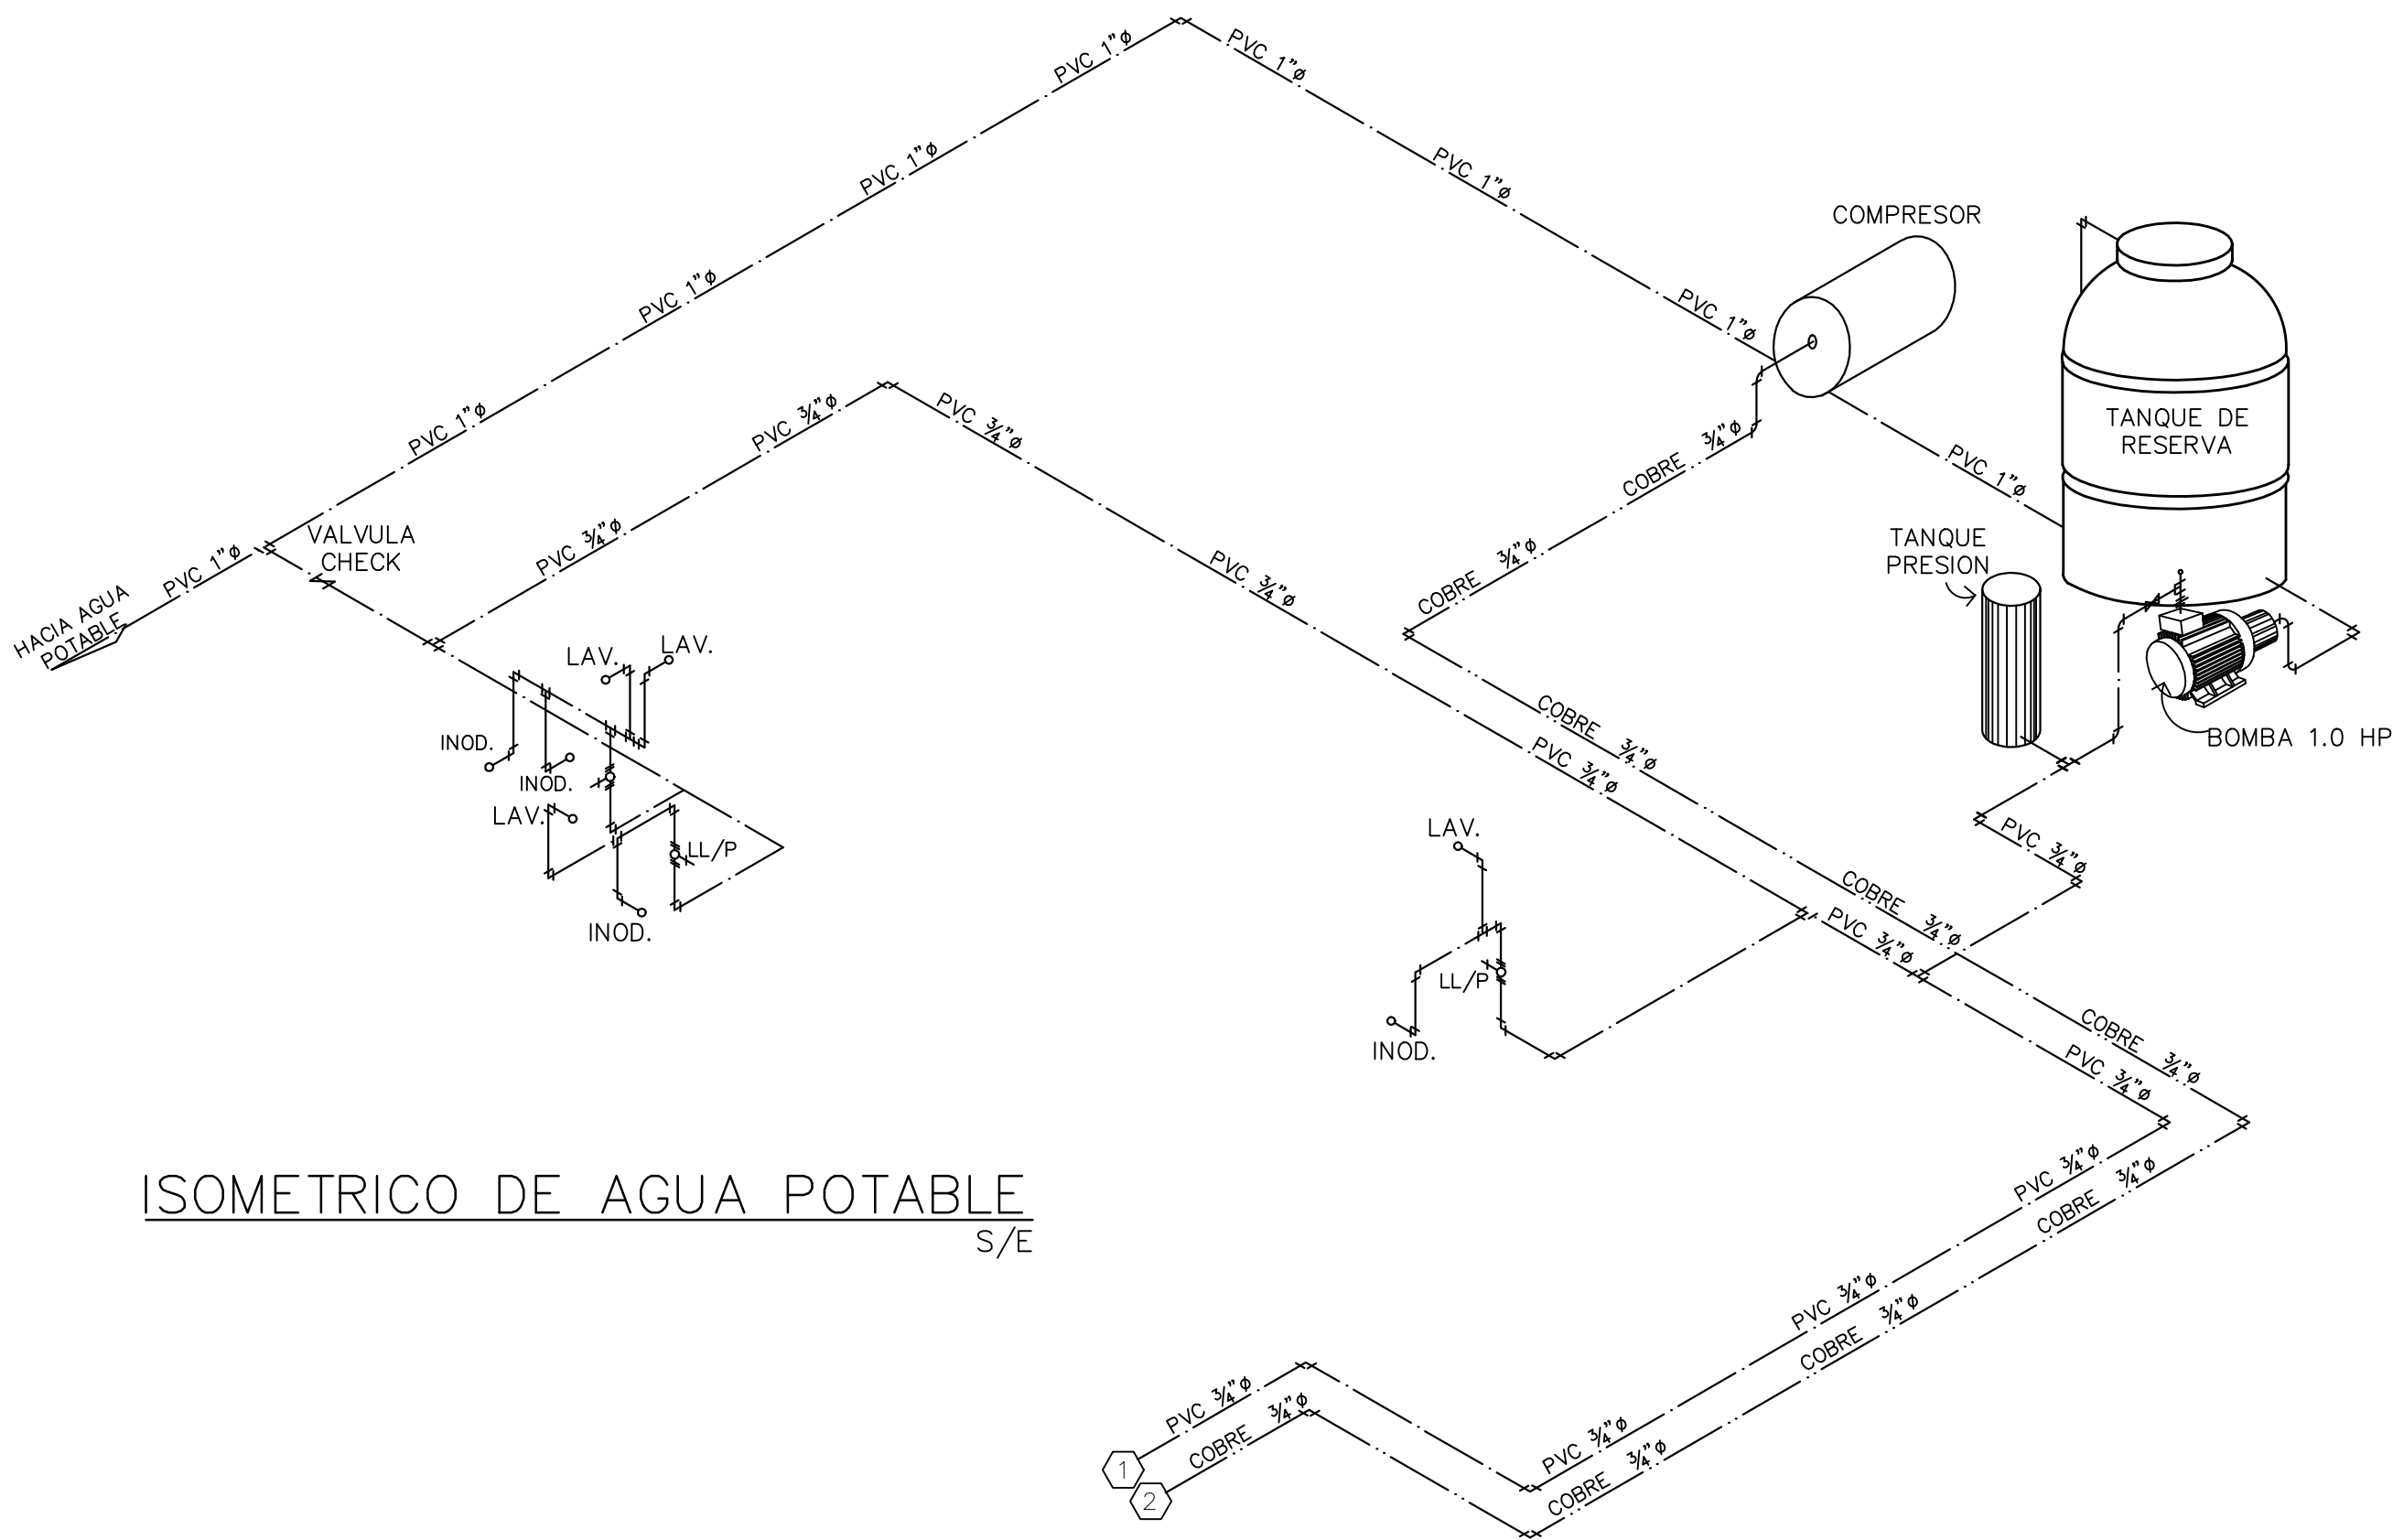 PVC 1"φ
PVC 1"φ
PVC 1"φ
PVC 1"φ
PVC 1"φ
PVC 1"φ
PVC 1"φ
COMPRESOR
PVC 1"φ
PVC 3/4"φ
PVC 3/4"φ
TANQUE DE
RESERVA
COBRE 3/4"φ
PVC 1"φ
VALVULA
CHECK
PVC 3/4"φ
PVC 1"φ
HACIA AGUA
POTABLE
PVC 3/4"φ
COBRE 3/4"φ
TANQUE
PRESION
LAV.
LAV.
INOD.
INOD.
LAV.
LL/P
INOD.
COBRE 3/4"φ
PVC 3/4"φ
BOMBA 1.0 HP
LAV.
LL/P
INOD.
PVC 3/4"φ
COBRE 3/4"φ
PVC 3/4"φ
COBRE 3/4"φ
PVC 3/4"φ
PVC 3/4"φ
COBRE 3/4"φ
ISOMETRICO DE AGUA POTABLE
S/E
PVC 3/4"φ
COBRE 3/4"φ
PVC 3/4"φ
COBRE 3/4"φ
PVC 3/4"φ
COBRE 3/4"φ
1
2